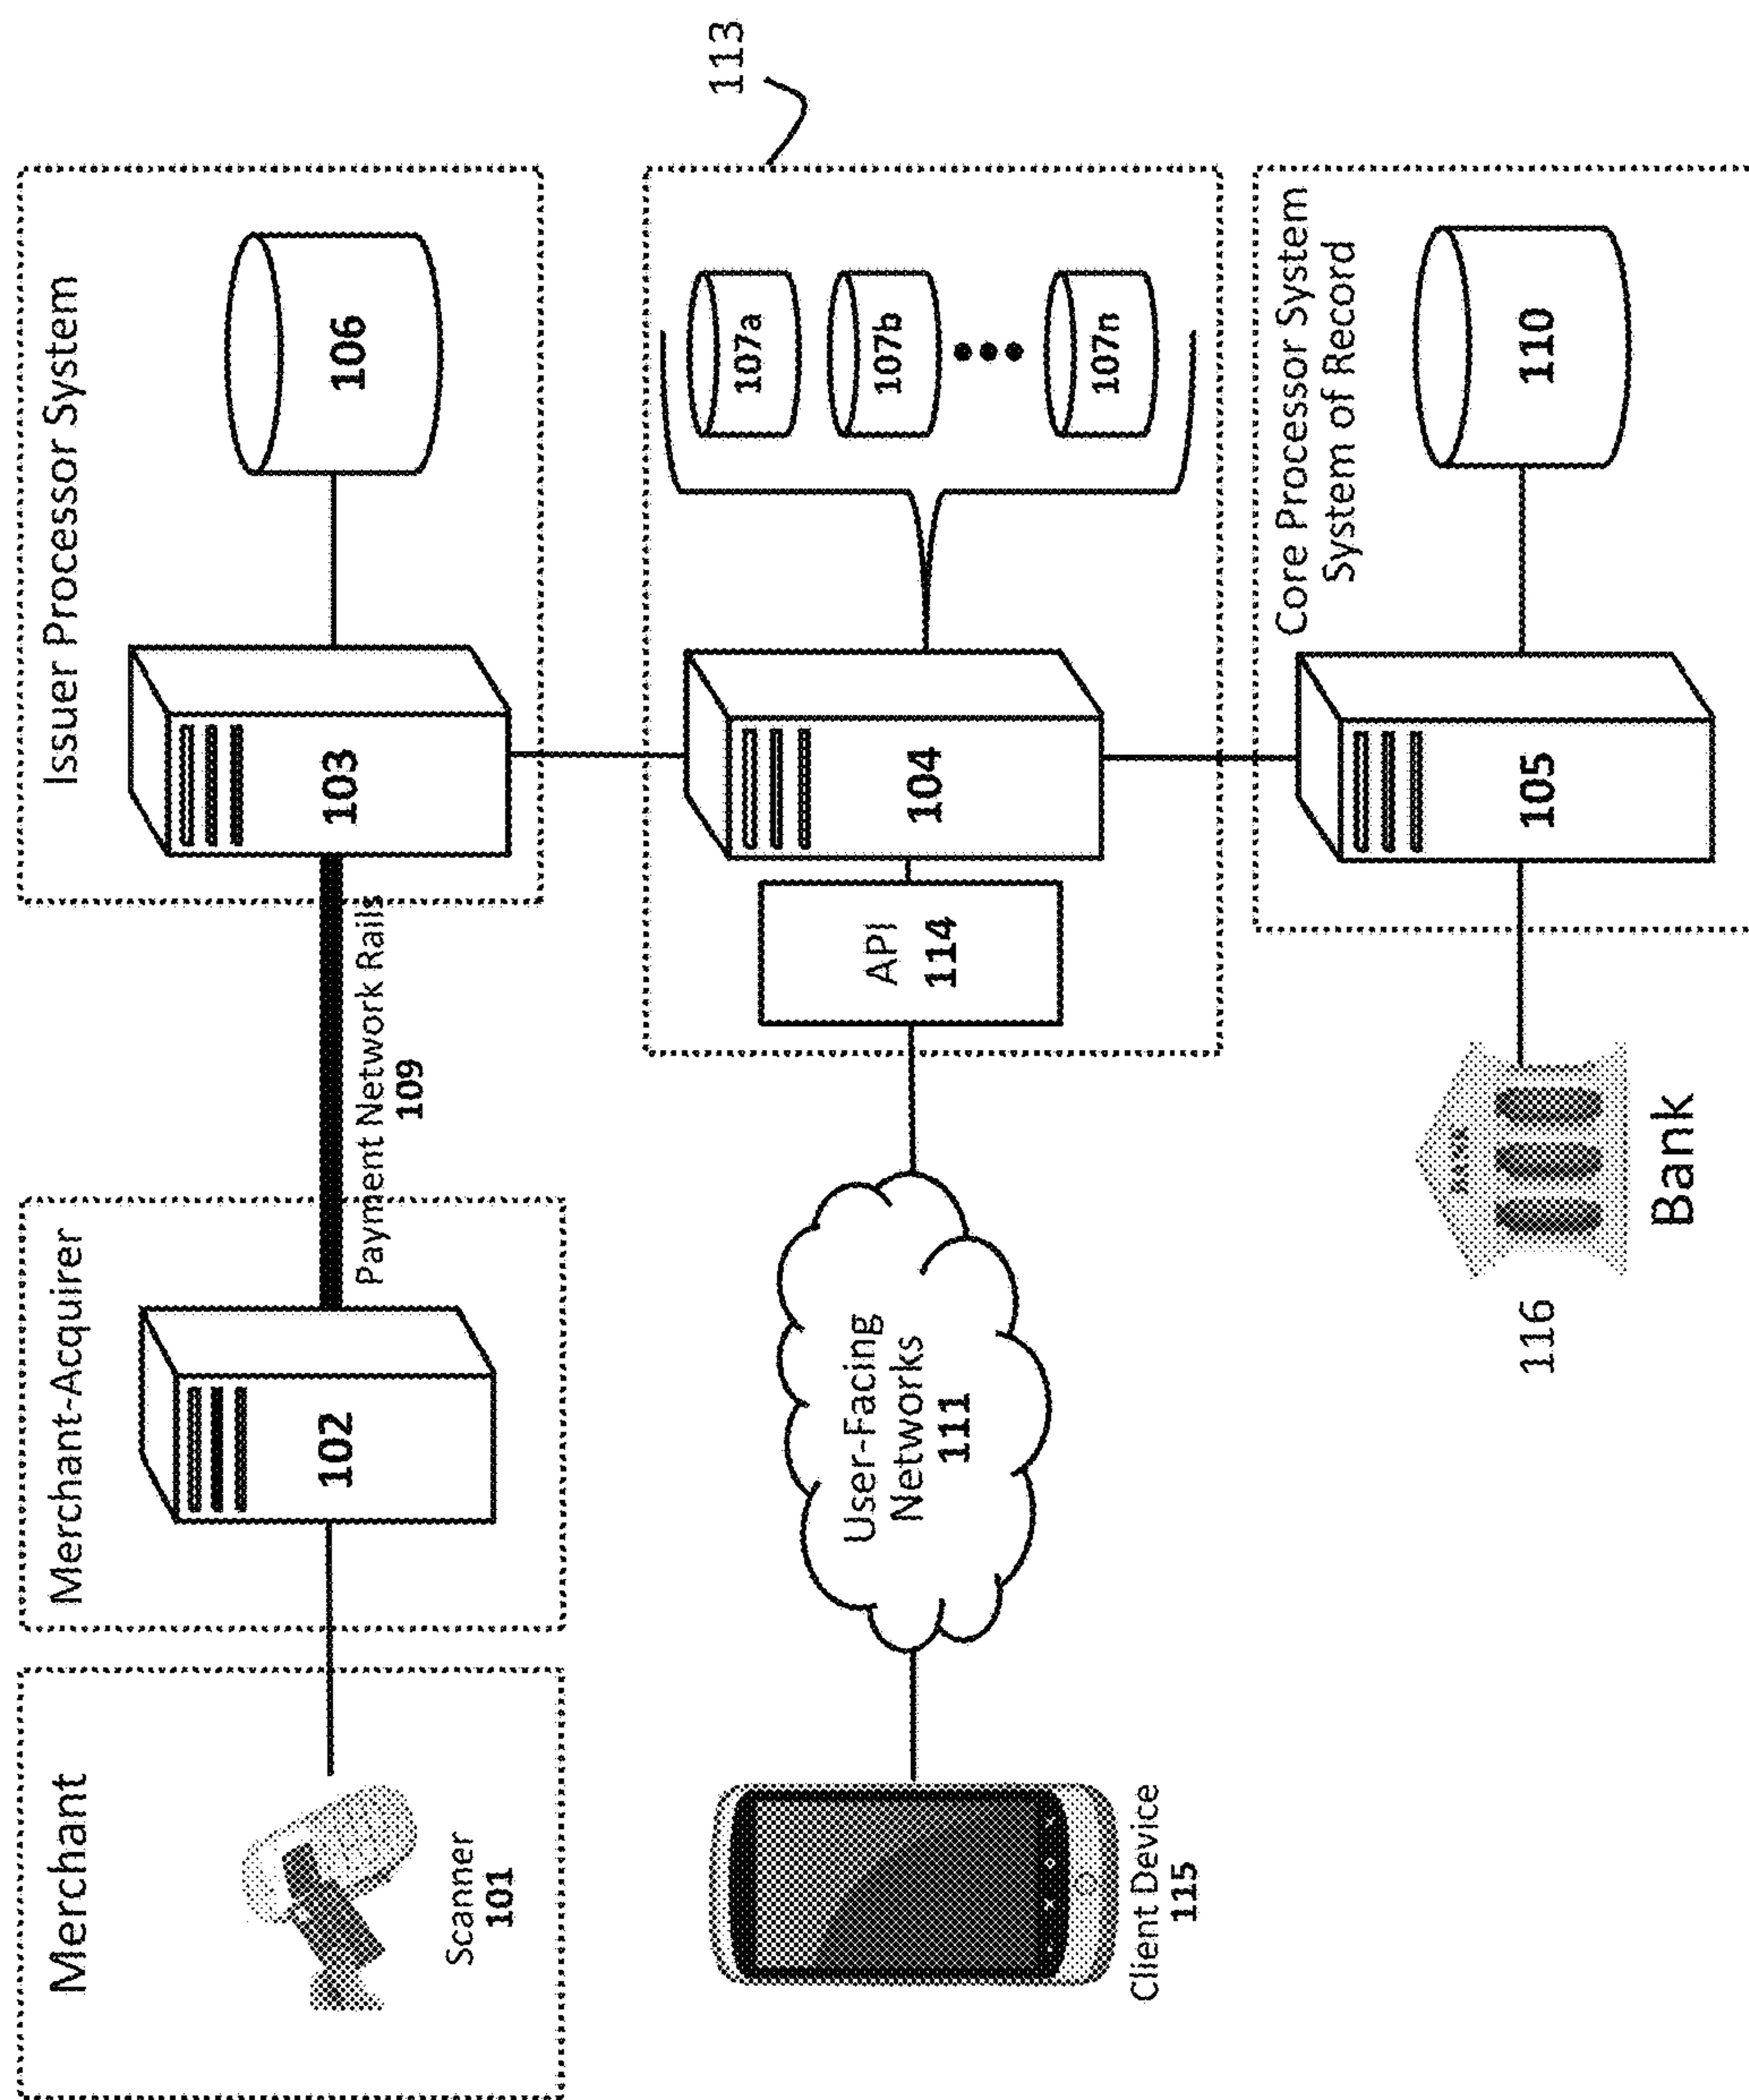 Merchant
Scanner
101
Merchant-Acquirer
102
Payment Network Rails
109
Issuer Processor System
103
106
113
Client Device
115
User-Facing
Networks
111
API
114
104
107a
107b
107n
116
BANK
Bank
Core Processor System
System of Record
105
110